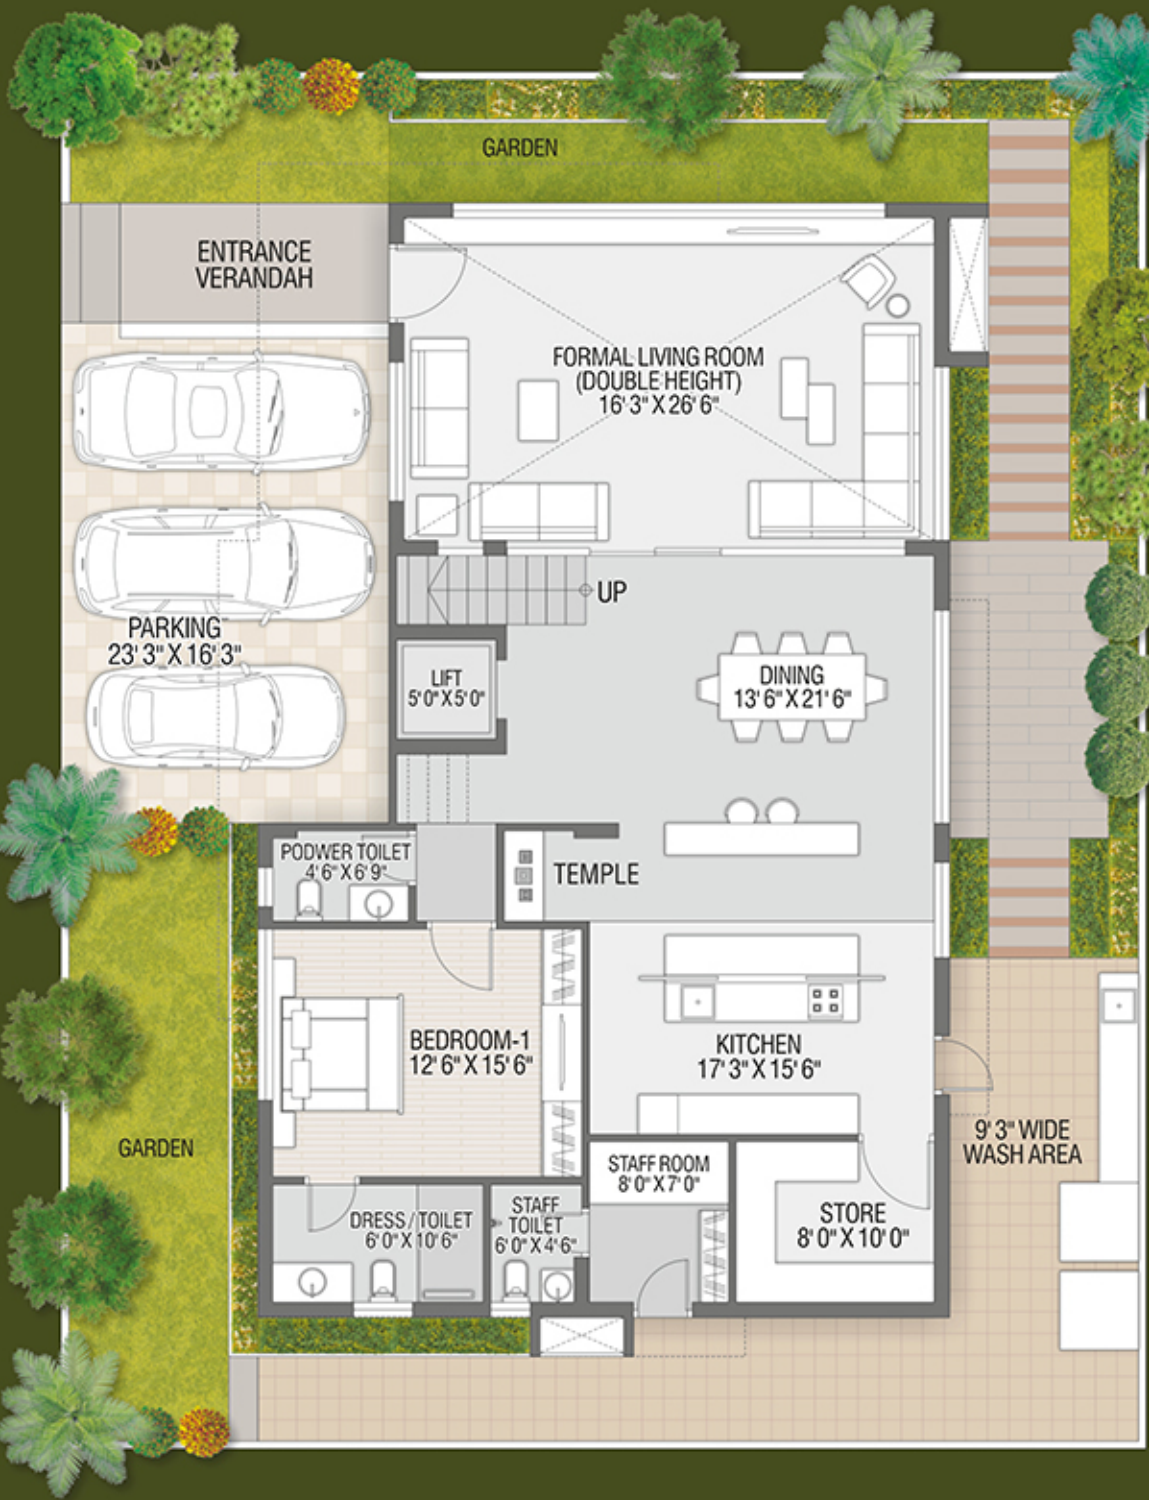 GARDEN
ENTRANCE
VERANDAH
FORMAL LIVING ROOM
(DOUBLE HEIGHT)
16' 3" X 26' 6"
UP
PARKING
23' 3" X 16' 3"
LIFT
5' 0" X 5' 0"
DINING
13' 6" X 21' 6"
PODWER TOILET
4' 6" X 6' 9"
TEMPLE
BEDROOM-1
12' 6" X 15' 6"
KITCHEN
17' 3" X 15' 6"
GARDEN
9' 3" WIDE
WASH AREA
STAFF ROOM
8' 0" X 7' 0"
DRESS / TOILET
6' 0" X 10' 6"
STAFF
TOILET
6' 0" X 4' 6"
STORE
8' 0" X 10' 0"